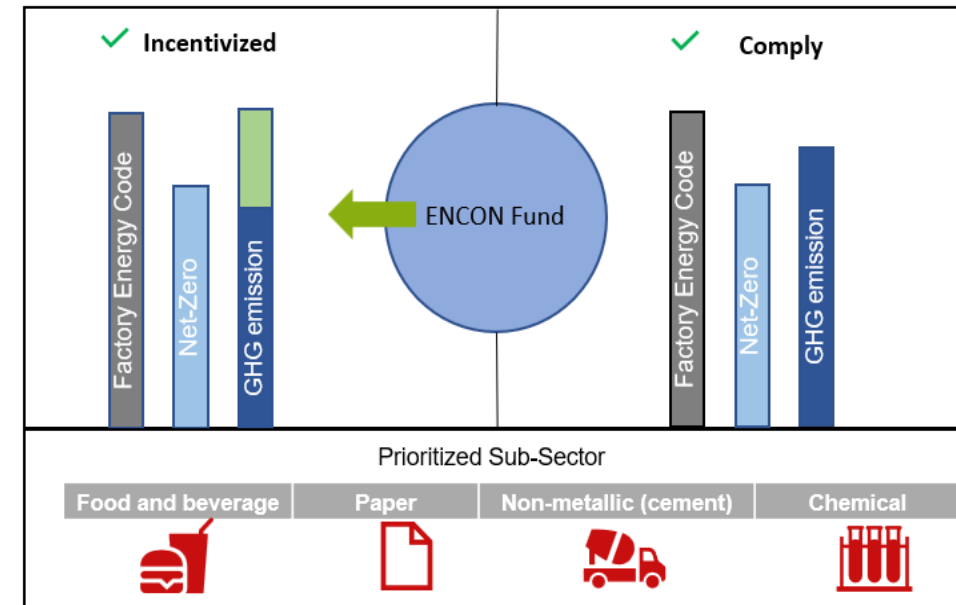 Incentivized
Comply
Factory Energy Code
Net-Zero
GHG emission
ENCON Fund
Factory Energy Code
Net-Zero
GHG emission
Prioritized Sub-Sector
Food and beverage
Paper
Non-metallic (cement)
Chemical